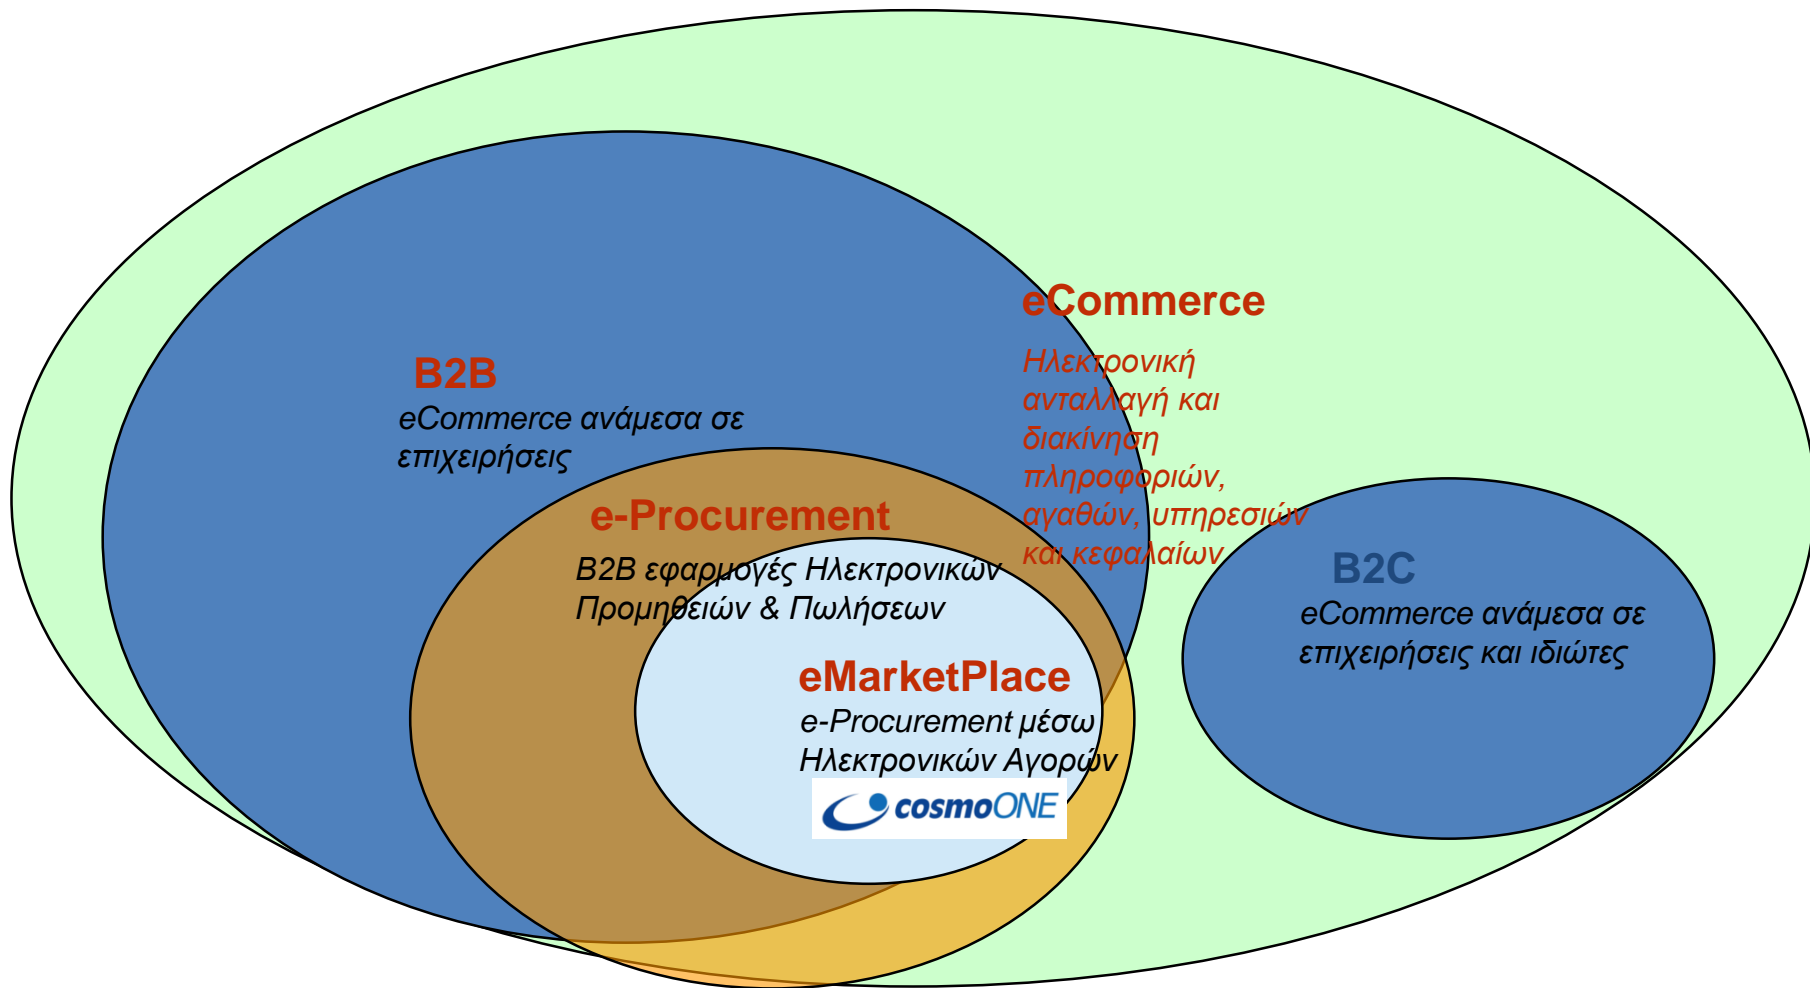 eCommerce
Ηλεκτρονική
ανταλλαγή και
διακίνηση
πληροφοριών,
αγαθών, υπηρεσιών
και κεφαλαίων
B2B
eCommerce ανάμεσα σε
επιχειρήσεις
e-Procurement
B2B εφαρμογές Ηλεκτρονικών
Προμηθειών & Πωλήσεων
eMarketPlace
e-Procurement μέσω
Ηλεκτρονικών Αγορών
cosmoONE
B2C
eCommerce ανάμεσα σε
επιχειρήσεις και ιδιώτες